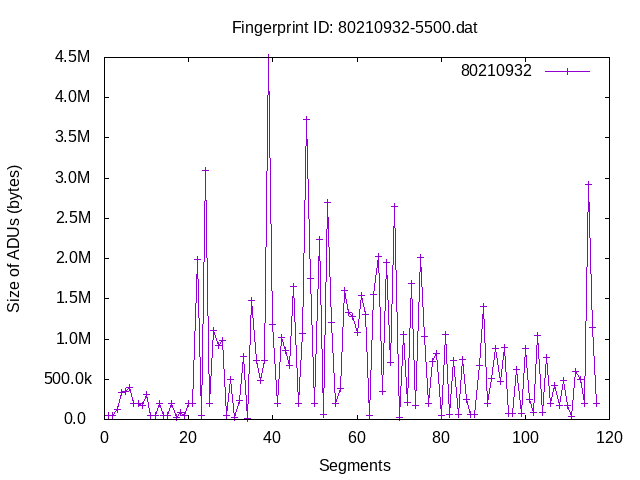 Fingerprint ID: 80210932-5500.dat
80210932
Size of ADUs (bytes)
4.5M
4.0M
3.5M
3.0M
2.5M
2.0M
1.5M
1.0M
500.0k
0.0
0 20 40 60 80 100 120
Segments